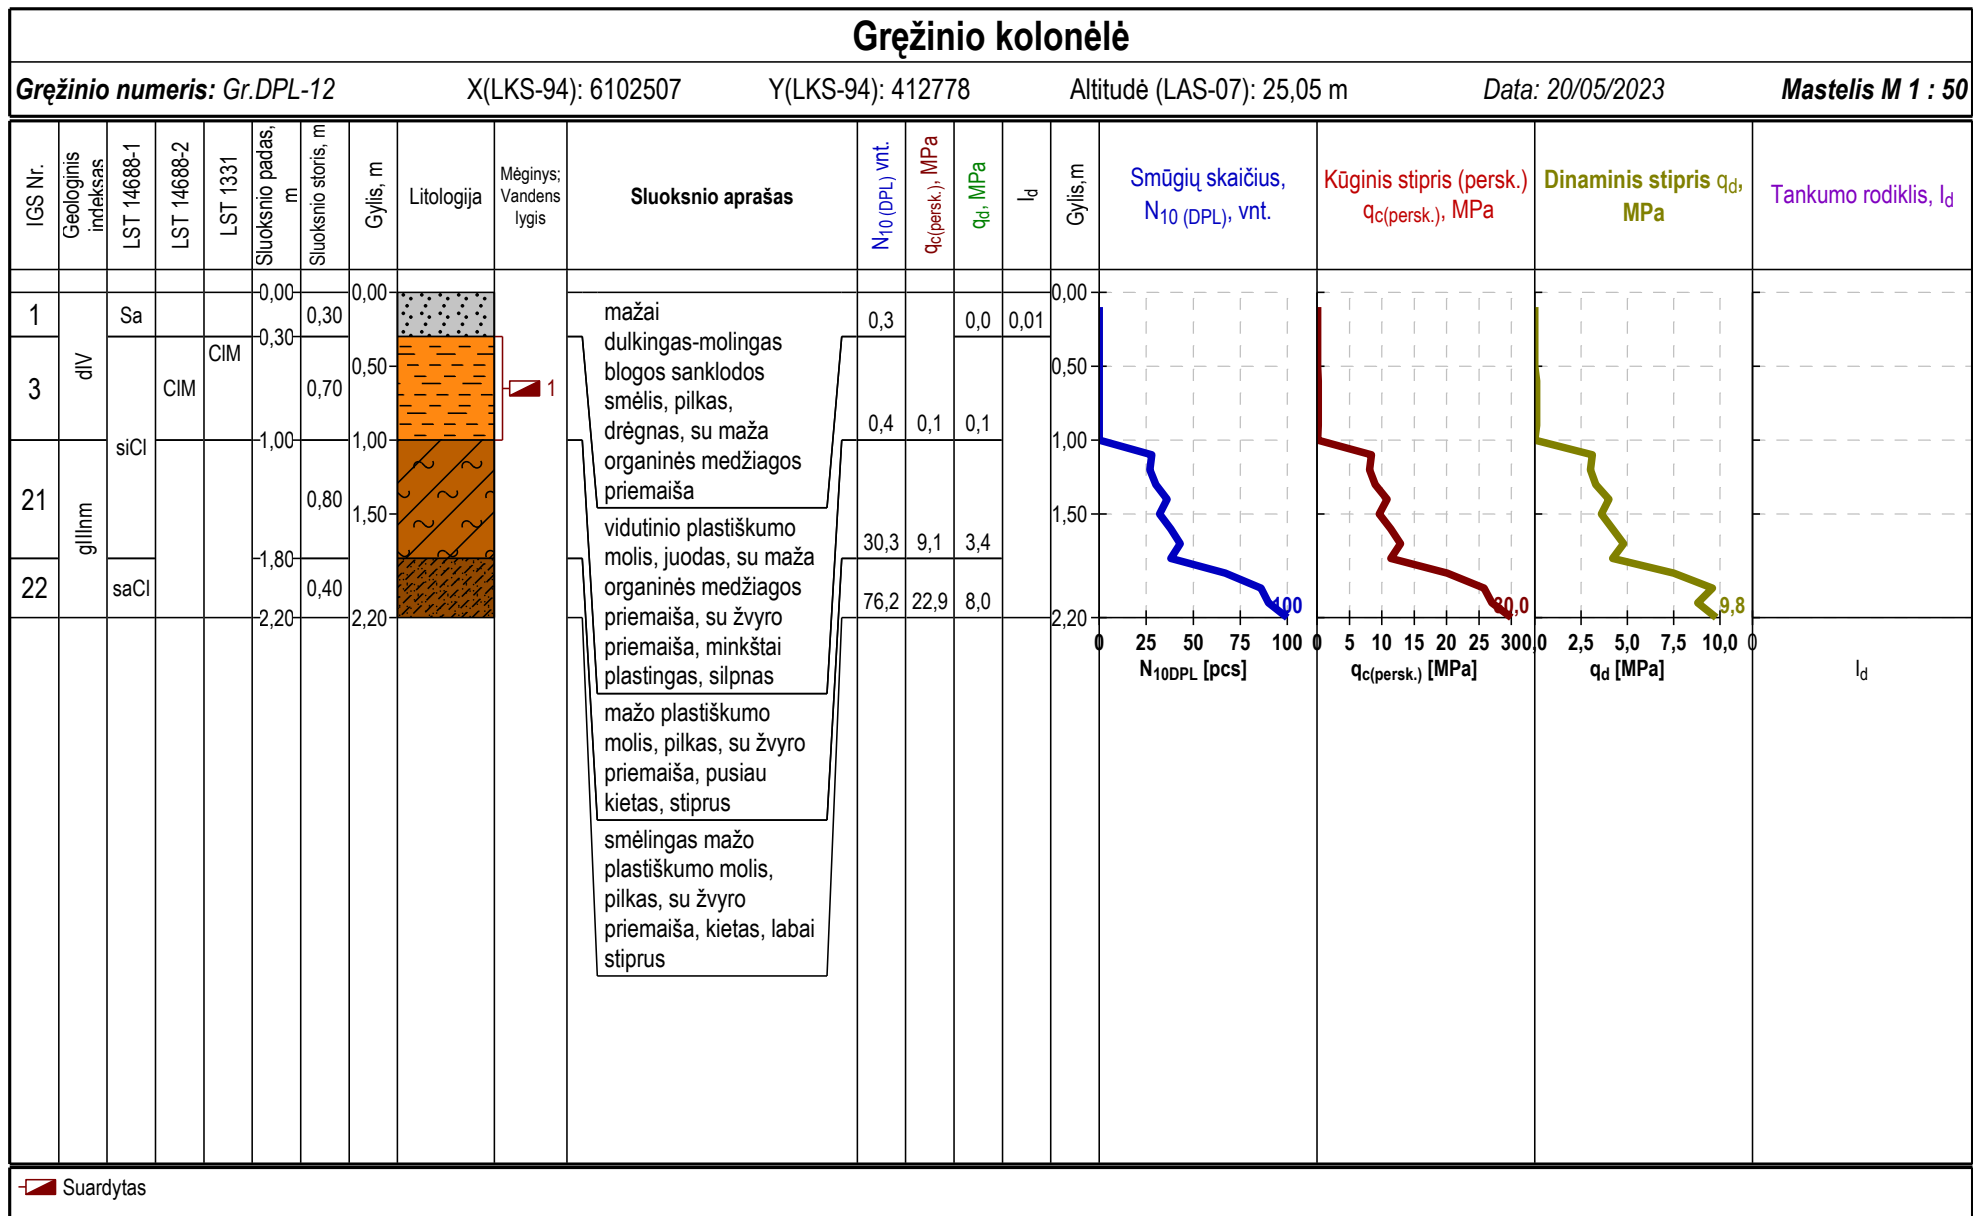 Gręžinio kolonėlė
Gręžinio numeris: Gr.DPL-12 X(LKS-94): 6102507 Y(LKS-94): 412778 Altitudė (LAS-07): 25,05 m Data: 20/05/2023 Mastelis M 1 : 50
IGS Nr.
Geologinis indeksas
LST 14688-1
LST 14688-2
LST 1331
Sluoksnio padas, m
Sluoksnio storis, m
Gylis, m
Litologija
Mėginys;
Vandens
lygis
Sluoksnio aprašas
N10 (DPL) vnt.
qc(persk.), MPa
qd, MPa
Id
Gylis,m
Smūgių skaičius,
N10 (DPL), vnt.
Kūginis stipris (persk.)
qc(persk.), MPa
Dinaminis stipris qd,
MPa
Tankumo rodiklis, Id
1
3
21
22
dIV
gIIInm
Sa
siCl
saCl
ClM
ClM
0,00
0,30
1,00
1,80
2,20
0,30
0,70
0,80
0,40
0,00
0,50
1,00
1,50
2,20
1
mažai
dulkingas-molingas
blogos sanklodos
smėlis, pilkas,
drėgnas, su maža
organinės medžiagos
priemaiša
vidutinio plastiškumo
molis, juodas, su maža
organinės medžiagos
priemaiša, su žvyro
priemaiša, minkštai
plastingas, silpnas
mažo plastiškumo
molis, pilkas, su žvyro
priemaiša, pusiau
kietas, stiprus
smėlingas mažo
plastiškumo molis,
pilkas, su žvyro
priemaiša, kietas, labai
stiprus
0,3 0,0 0,01
0,4 0,1 0,1
30,3 9,1 3,4
76,2 22,9 8,0
0,00
0,50
1,00
1,50
2,20
100
30,0
9,8
0 25 50 75 100
N10DPL [pcs]
0 5 10 15 20 25 30
qc(persk.) [MPa]
0,0 2,5 5,0 7,5 10,0
qd [MPa]
0
Id
Suardytas